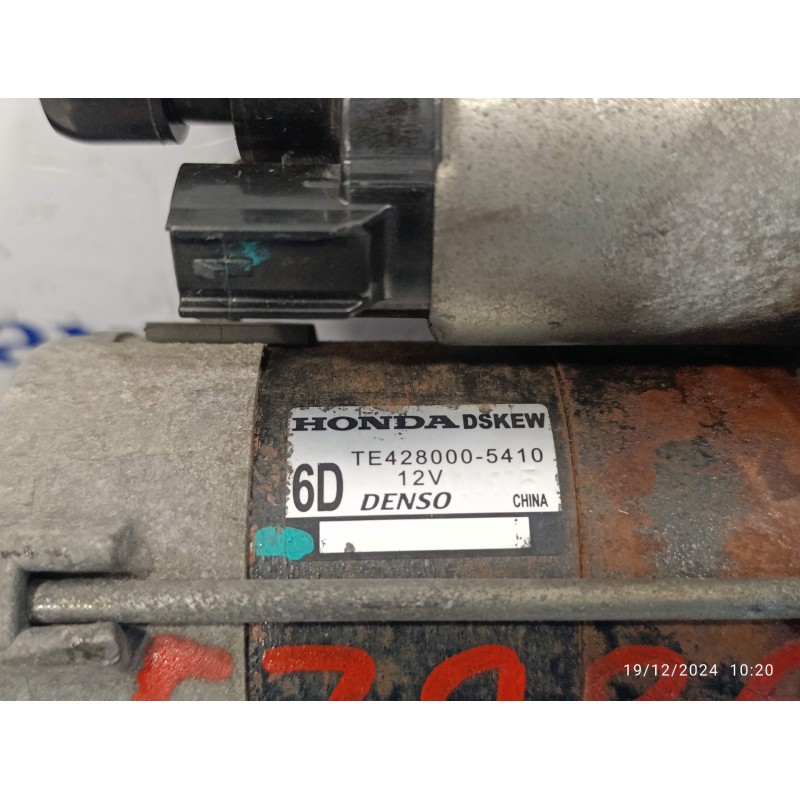 HONDA DSKEW
TE428000-5410
6D 12V
DENSO CHINA
19/12/2024 10:20